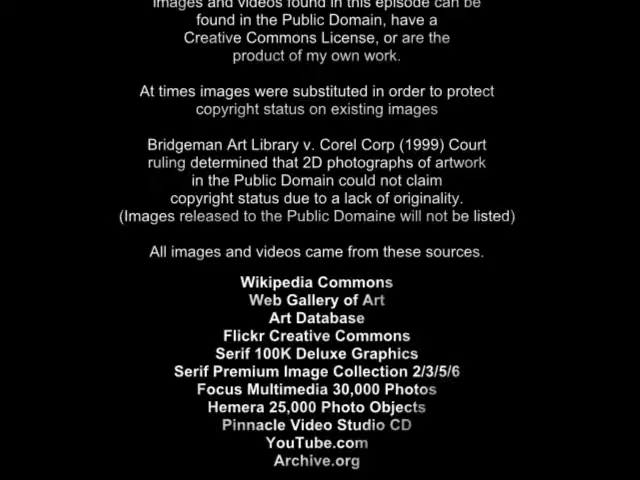 Images and videos found in this episode can be
found in the Public Domain, have a
Creative Commons License, or are the
product of my own work.
At times images were substituted in order to protect
copyright status on existing images
Bridgeman Art Library v. Corel Corp (1999) Court
ruling determined that 2D photographs of artwork
in the Public Domain could not claim
copyright status due to a lack of originality.
(Images released to the Public Domaine will not be listed)
All images and videos came from these sources.
Wikipedia Commons
Web Gallery of Art
Art Database
Flickr Creative Commons
Serif 100K Deluxe Graphics
Serif Premium Image Collection 2/3/5/6
Focus Multimedia 30,000 Photos
Hemera 25,000 Photo Objects
Pinnacle Video Studio CD
YouTube.com
Archive.org